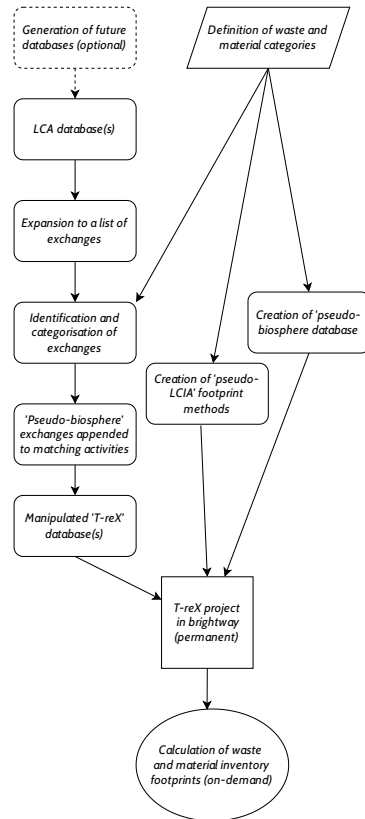 Generation of future
databases (optional)
Definition of waste and
material categories
LCA database(s)
Expansion to a list of
exchanges
Identification and
categorisation of
exchanges
Creation of 'pseudo-
biosphere database
Creation of 'pseudo-
LCIA' footprint
methods
'Pseudo-biosphere'
exchanges appended
to matching activities
Manipulated 'T-reX'
database(s)
T-reX project
in brightway
(permanent)
Calculation of waste
and material inventory
footprints (on-demand)